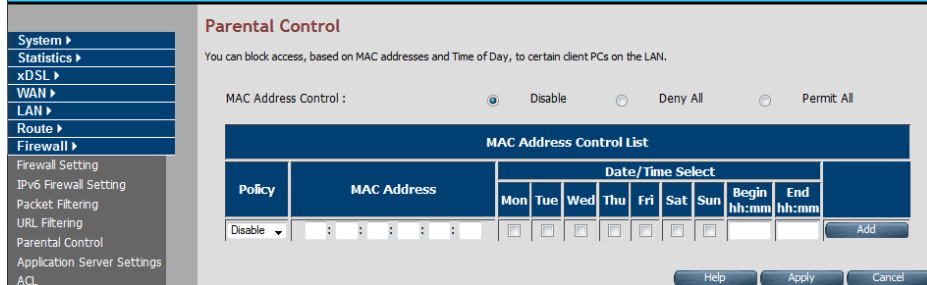 Parental Control
You can block access, based on MAC addresses and Time of Day, to certain client PCs on the LAN.
System
Statistics
xDSL
WAN
LAN
Route
Firewall
Firewall Setting
IPv6 Firewall Setting
Packet Filtering
URL Filtering
Parental Control
Application Server Settings
ACL
MAC Address Control : Disable Deny All Permit All
MAC Address Control List
Policy MAC Address Date/Time Select
Mon Tue Wed Thu Fri Sat Sun Begin hh:mm End hh:mm
Disable : : : : : Add
Help Apply Cancel